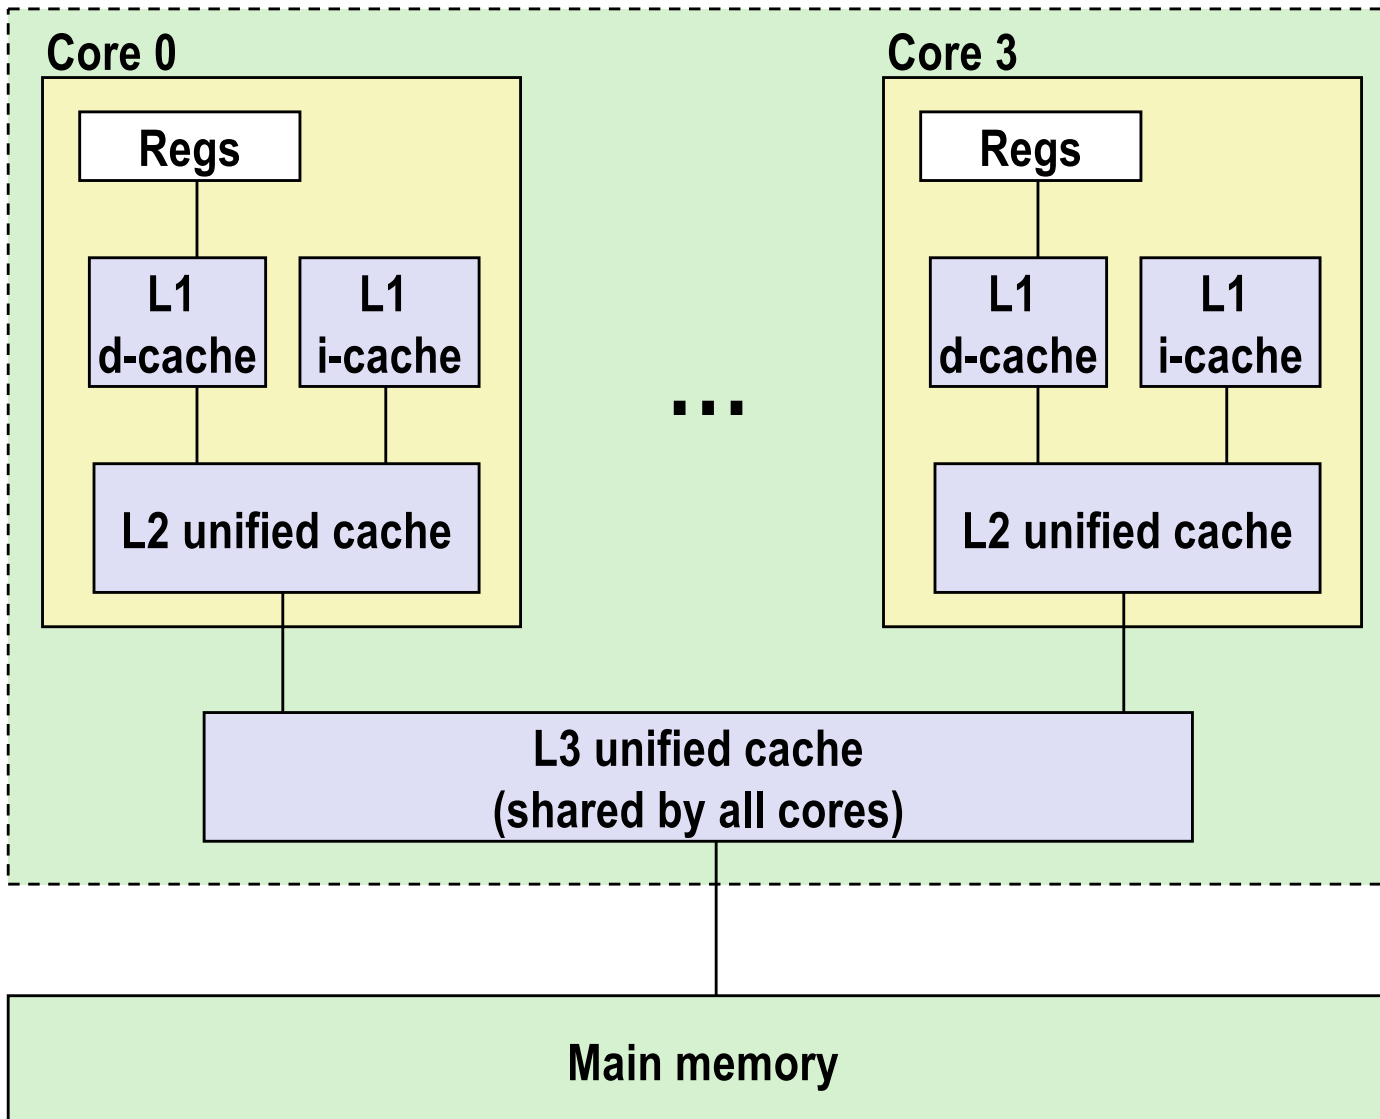 Core 0
Core 3
Regs
Regs
L1
d-cache
L1
i-cache
...
L1
d-cache
L1
i-cache
L2 unified cache
L2 unified cache
L3 unified cache
(shared by all cores)
Main memory